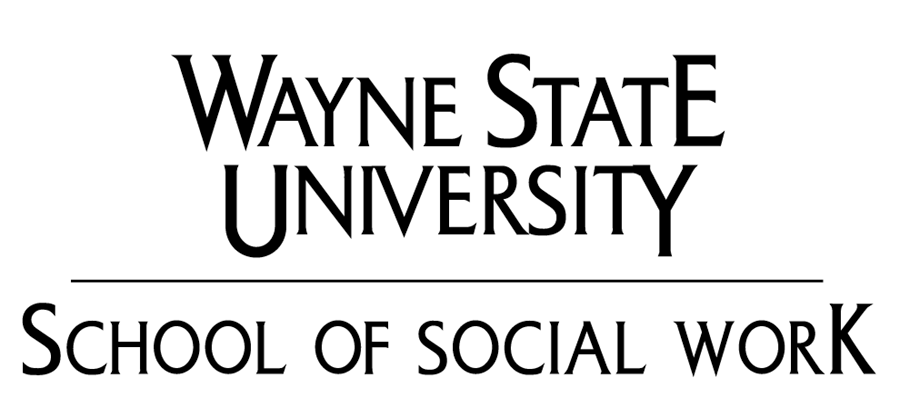 WAYNE STATE
UNIVERSITY
SCHOOL OF SOCIAL WORK